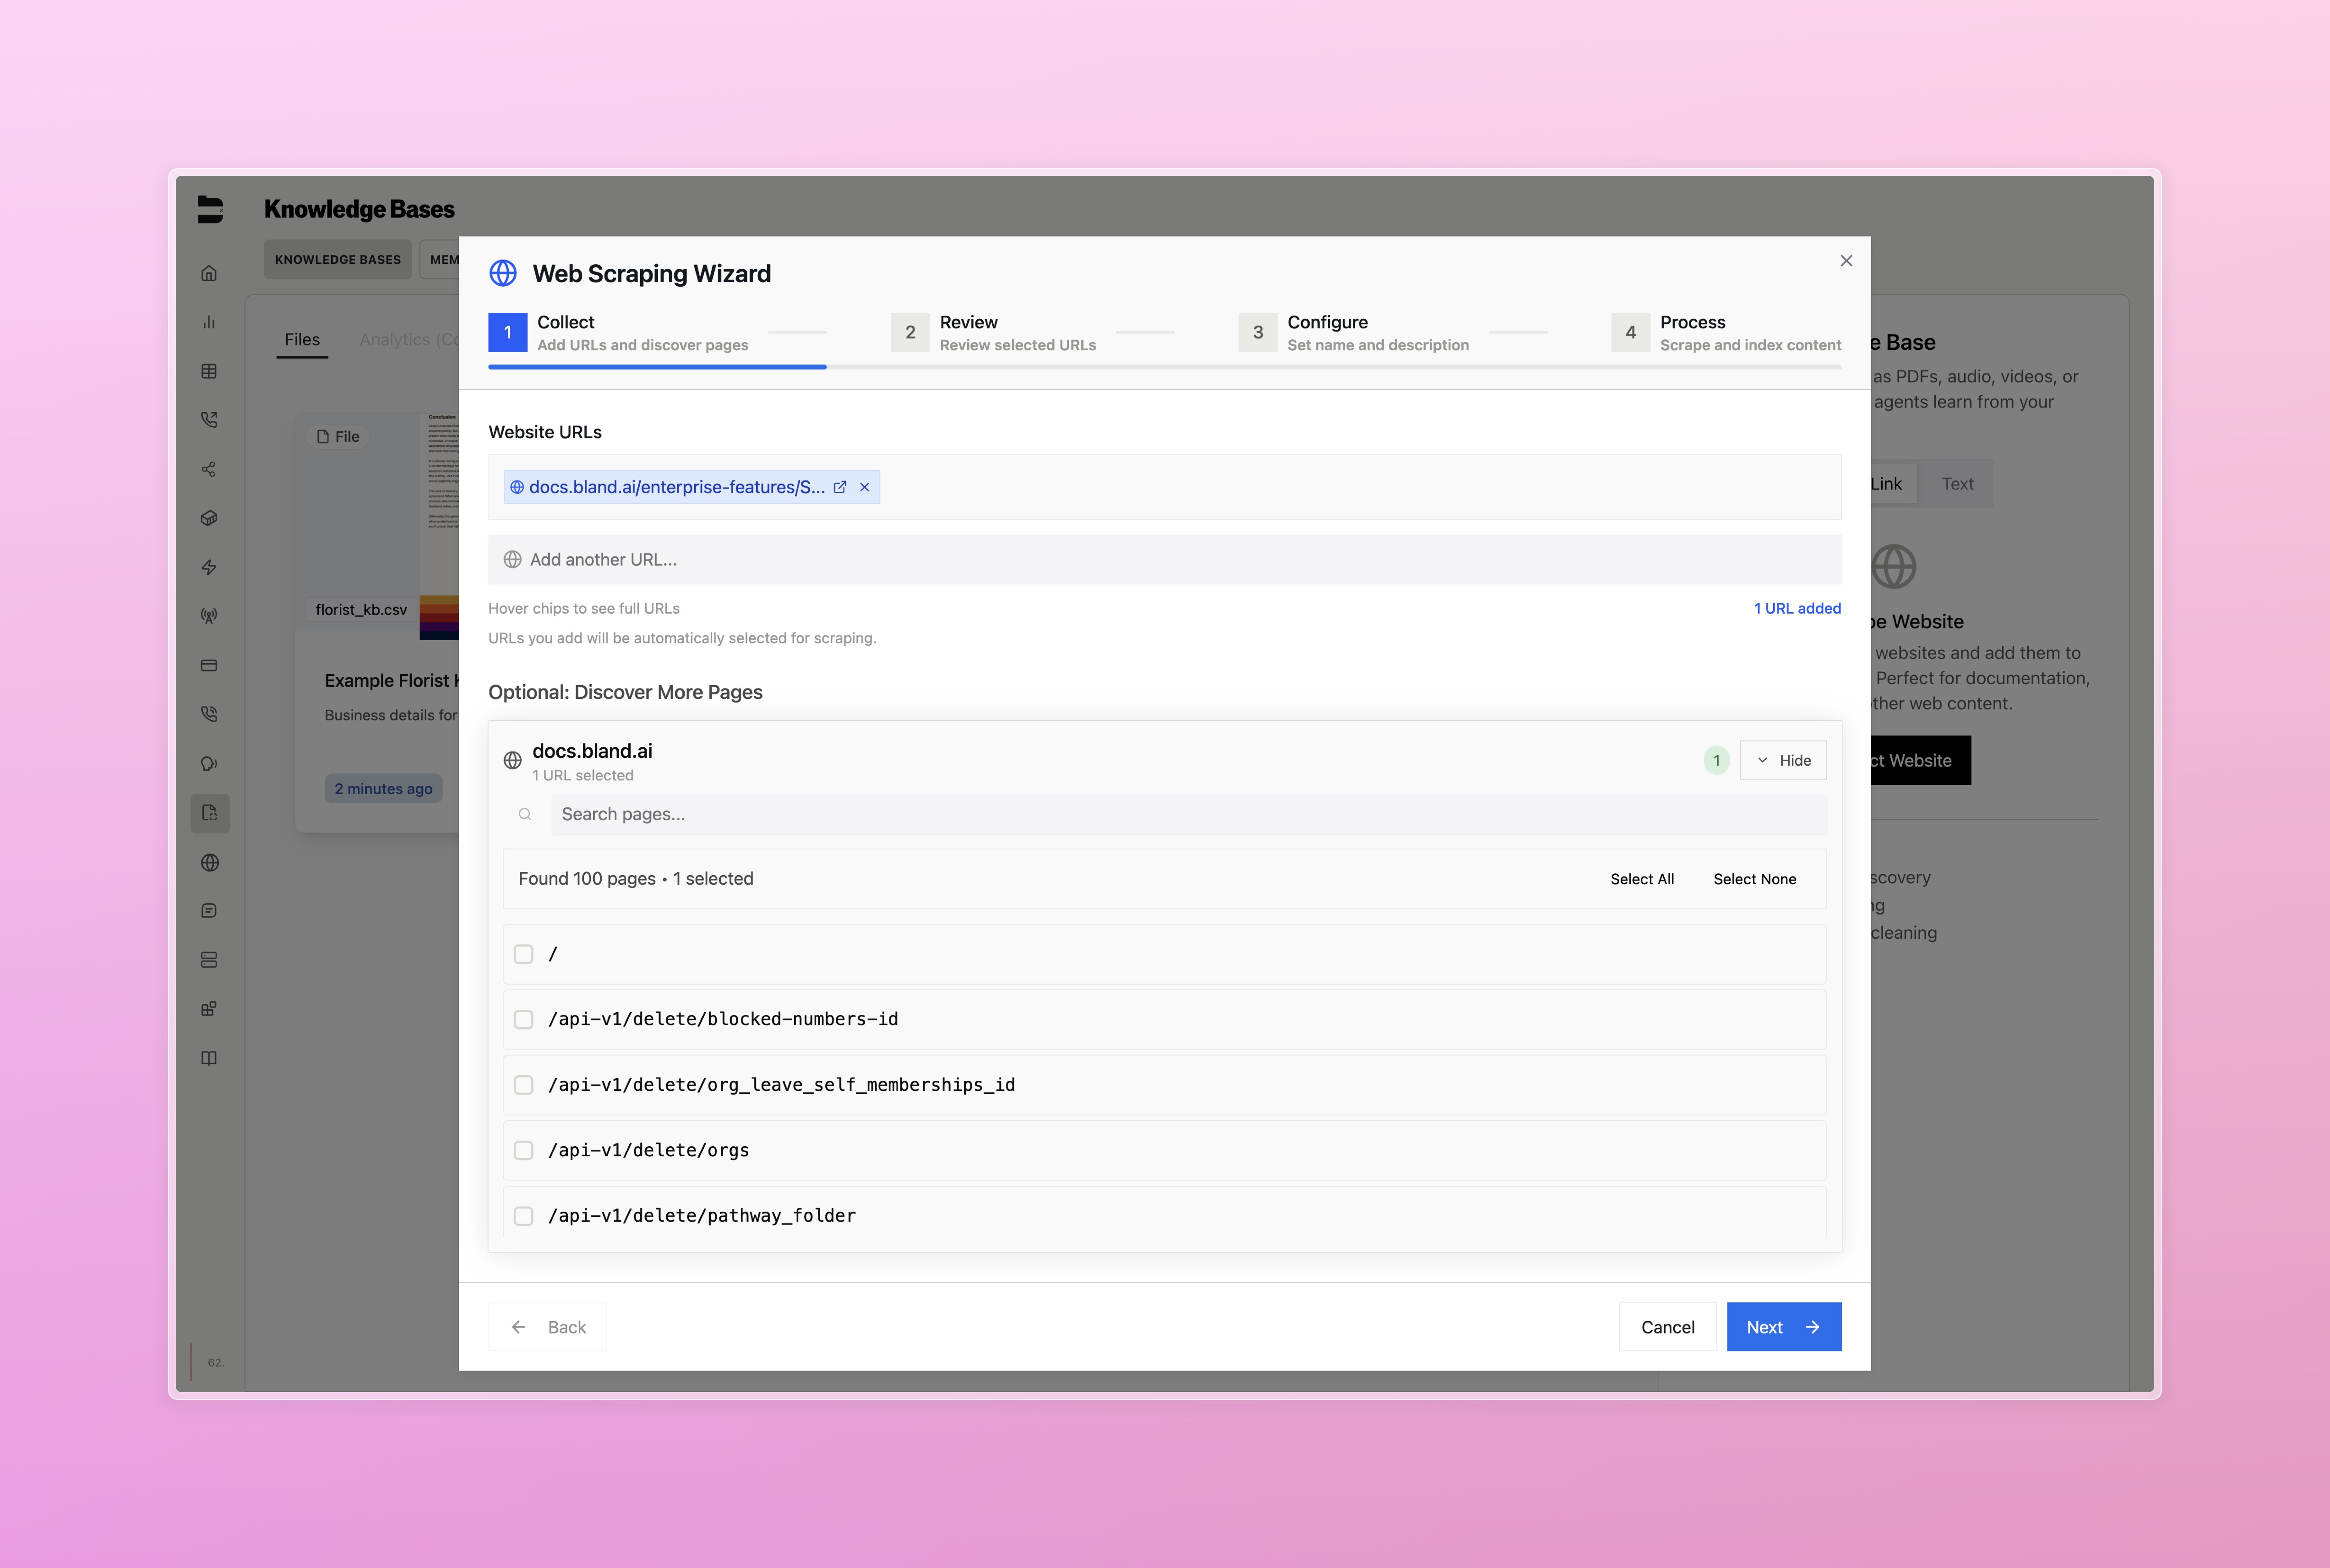 Knowledge Bases
KNOWLEDGE BASES
MEM
Files
Analytics (Co
File
Conclusion
florist_kb.csv
Example Florist K
Business details for
2 minutes ago
62.
Web Scraping Wizard
1
Collect
Add URLs and discover pages
2
Review
Review selected URLs
3
Configure
Set name and description
4
Process
Scrape and index content
Website URLs
docs.bland.ai/enterprise-features/S...
Add another URL...
Hover chips to see full URLs
1 URL added
URLs you add will be automatically selected for scraping.
Optional: Discover More Pages
docs.bland.ai
1 URL selected
1
Hide
Search pages...
Found 100 pages • 1 selected
Select All
Select None
/
/api-v1/delete/blocked-numbers-id
/api-v1/delete/org_leave_self_memberships_id
/api-v1/delete/orgs
/api-v1/delete/pathway_folder
Back
Cancel
Next
e Base
as PDFs, audio, videos, or
agents learn from your
Link
Text
pe Website
websites and add them to
Perfect for documentation,
ther web content.
ct Website
scovery
ng
cleaning